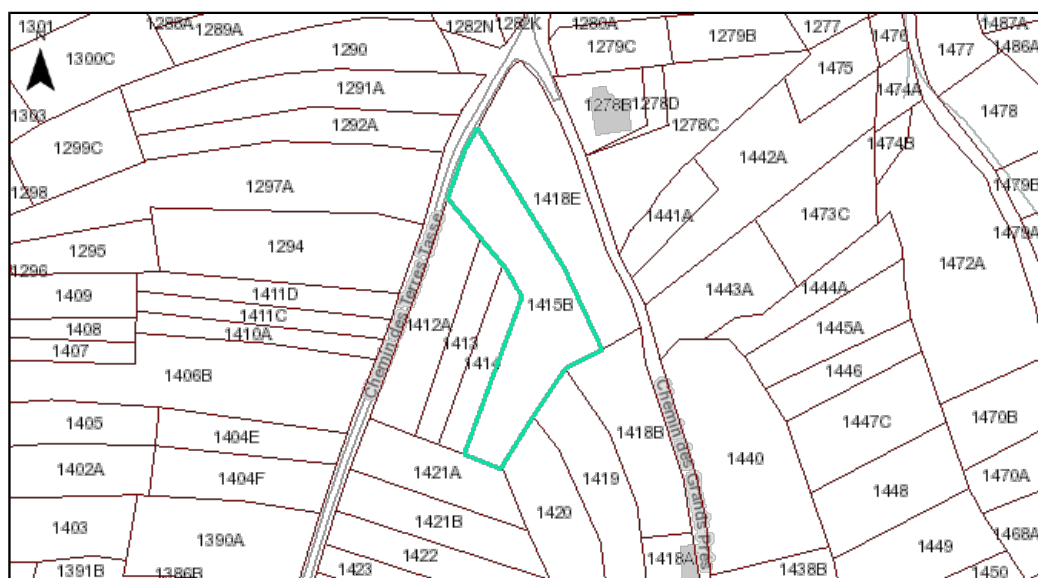 1301
1288A
1289A
1282N
1282K
1280A
1277
1476
1487A
N
1300C
1290
1279C
1279B
1477
1486A
1475
1291A
1474A
1303
1292A
1278B
1278D
1278C
1478
1299C
1442A
1474B
1298
1297A
1418E
1479B
1441A
1473C
1479A
1295
1294
1296
1472A
1409
1411D
1415B
1443A
1444A
1411C
1412A
1408
1410A
1445A
1407
1413
1414
1406B
1446
Chemin des Terres Tasse
1405
1404E
1418B
1447C
1470B
1402A
1404F
1421A
1419
1440
1470A
1448
1403
1390A
1421B
1420
Chemin des Grands Prés
1468A
1422
1449
1391B
1386B
1423
1418A
1438B
1450